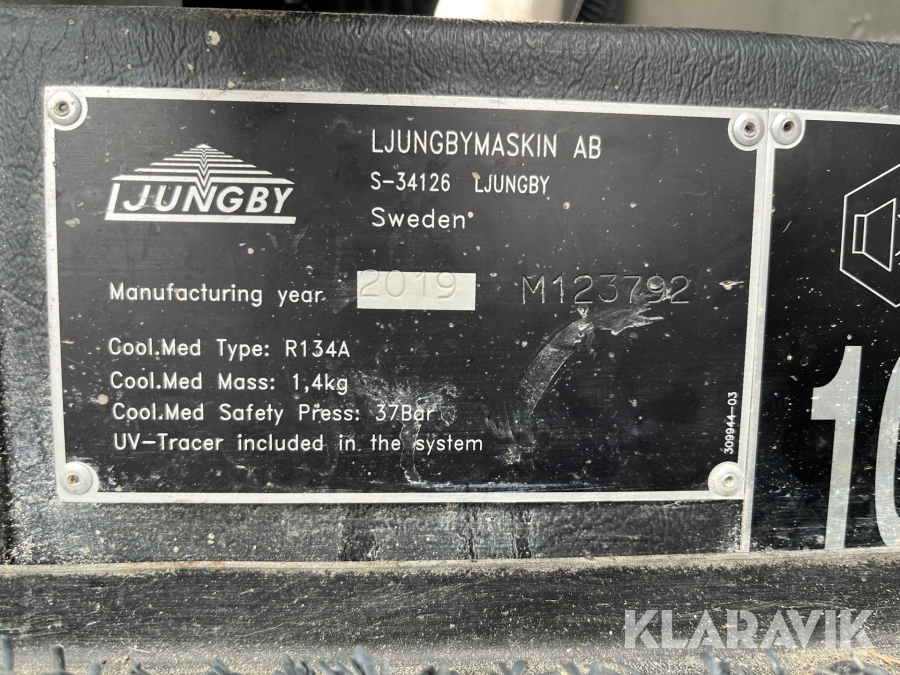 LJUNGBY
LJUNGBYMASKIN AB
S-34126 LJUNGBY
Sweden
Manufacturing year 2019 M123792
Cool.Med Type: R134A
Cool.Med Mass: 1,4kg
Cool.Med Safety Press: 37Bar
UV-Tracer included in the system
309944-03
KLARAVIK